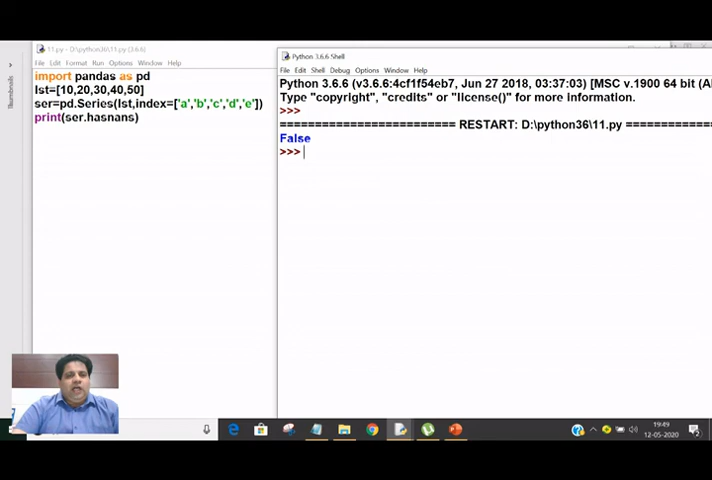 Thumbnails
11.py - D:\python36\11.py (3.6.6)
File Edit Format Run Options Window Help
import pandas as pd
lst=[10,20,30,40,50]
ser=pd.Series(lst,index=['a','b','c','d','e'])
print(ser.hasnans)
Python 3.6.6 Shell
File Edit Shell Debug Options Window Help
Python 3.6.6 (v3.6.6:4cf1f54eb7, Jun 27 2018, 03:37:03) [MSC v.1900 64 bit (A
Type "copyright", "credits" or "license()" for more information.
>>>
======================== RESTART: D:\python36\11.py =============
False
>>>
19:49
12-05-2020